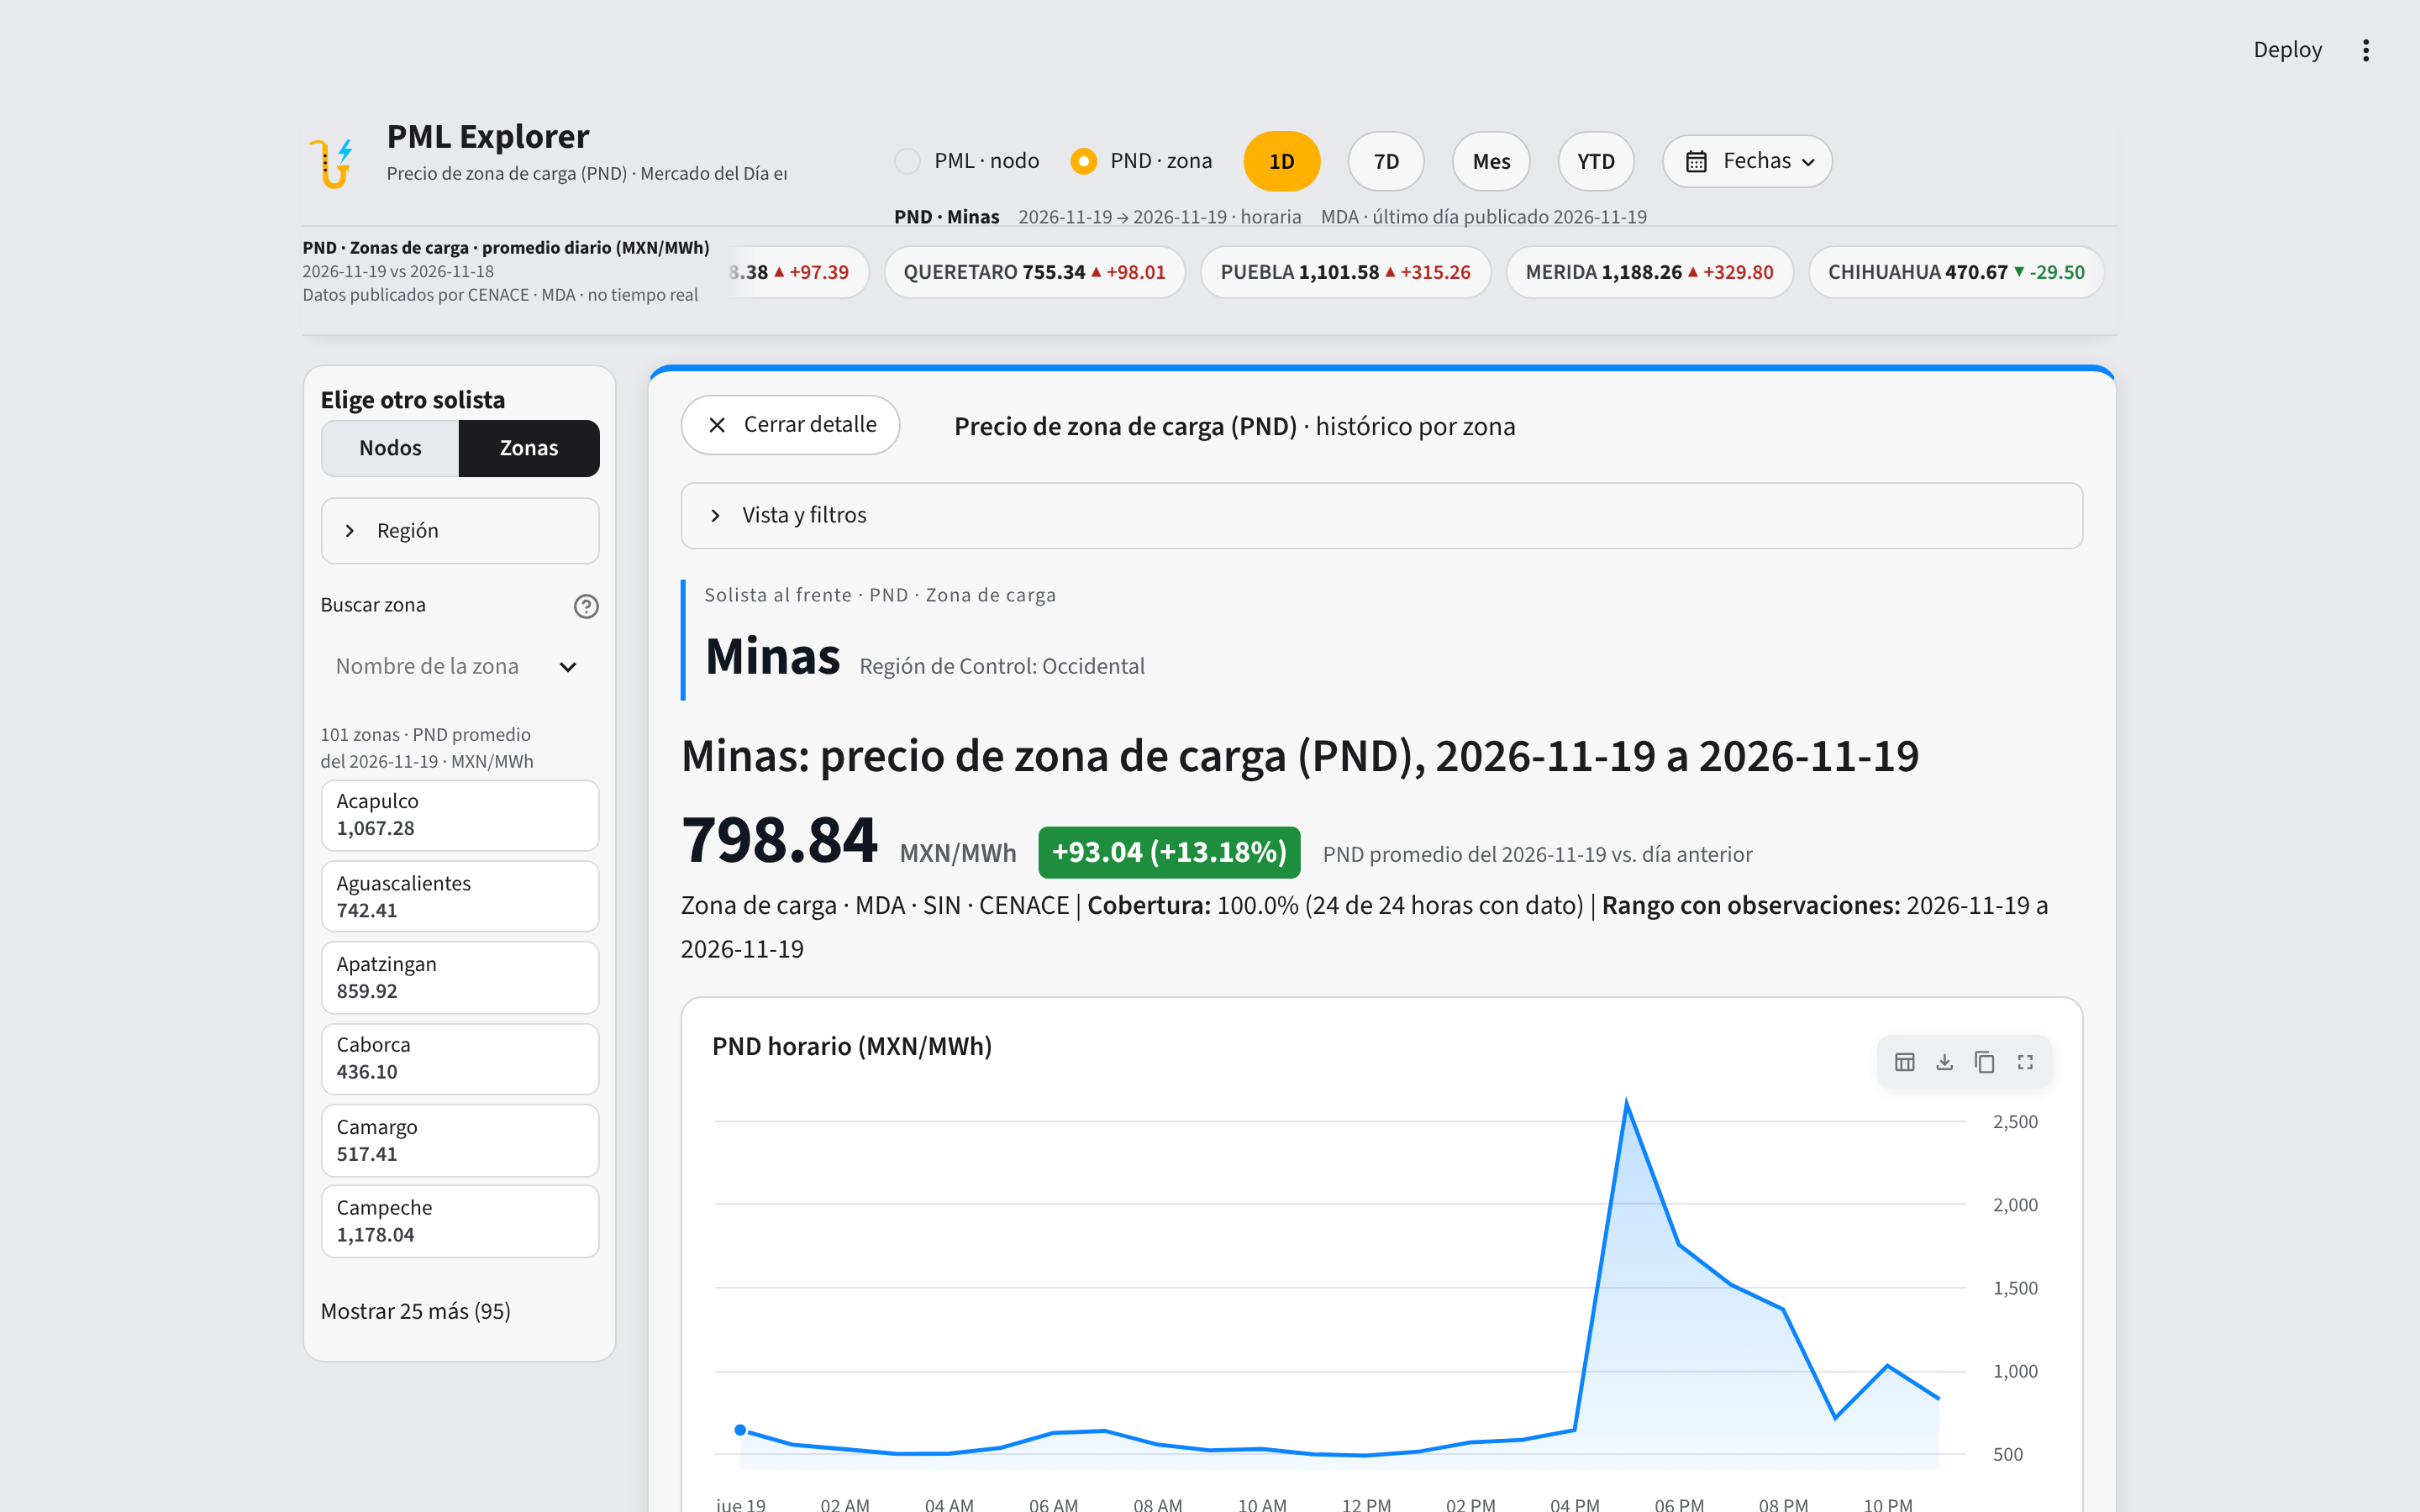 Deploy
PML Explorer
Precio de zona de carga (PND) · Mercado del Día
PML · nodo
PND · zona
1D
7D
Mes
YTD
Fechas
PND · Minas 2026-11-19 → 2026-11-19 · horaria MDA · último día publicado 2026-11-19
PND · Zonas de carga · promedio diario (MXN/MWh)
2026-11-19 vs 2026-11-18
Datos publicados por CENACE · MDA · no tiempo real
8.38 ▲ +97.39
QUERETARO 755.34 ▲ +98.01
PUEBLA 1,101.58 ▲ +315.26
MERIDA 1,188.26 ▲ +329.80
CHIHUAHUA 470.67 ▼ -29.50
Elige otro solista
Nodos
Zonas
Región
Buscar zona
Nombre de la zona
101 zonas · PND promedio
del 2026-11-19 · MXN/MWh
Acapulco
1,067.28
Aguascalientes
742.41
Apatzingan
859.92
Caborca
436.10
Camargo
517.41
Campeche
1,178.04
Mostrar 25 más (95)
Cerrar detalle
Precio de zona de carga (PND) · histórico por zona
Vista y filtros
Solista al frente · PND · Zona de carga
Minas Región de Control: Occidental
Minas: precio de zona de carga (PND), 2026-11-19 a 2026-11-19
798.84 MXN/MWh +93.04 (+13.18%) PND promedio del 2026-11-19 vs. día anterior
Zona de carga · MDA · SIN · CENACE | Cobertura: 100.0% (24 de 24 horas con dato) | Rango con observaciones: 2026-11-19 a
2026-11-19
PND horario (MXN/MWh)
2,500
2,000
1,500
1,000
500
jue 19
02 AM
04 AM
06 AM
08 AM
10 AM
12 PM
02 PM
04 PM
06 PM
08 PM
10 PM